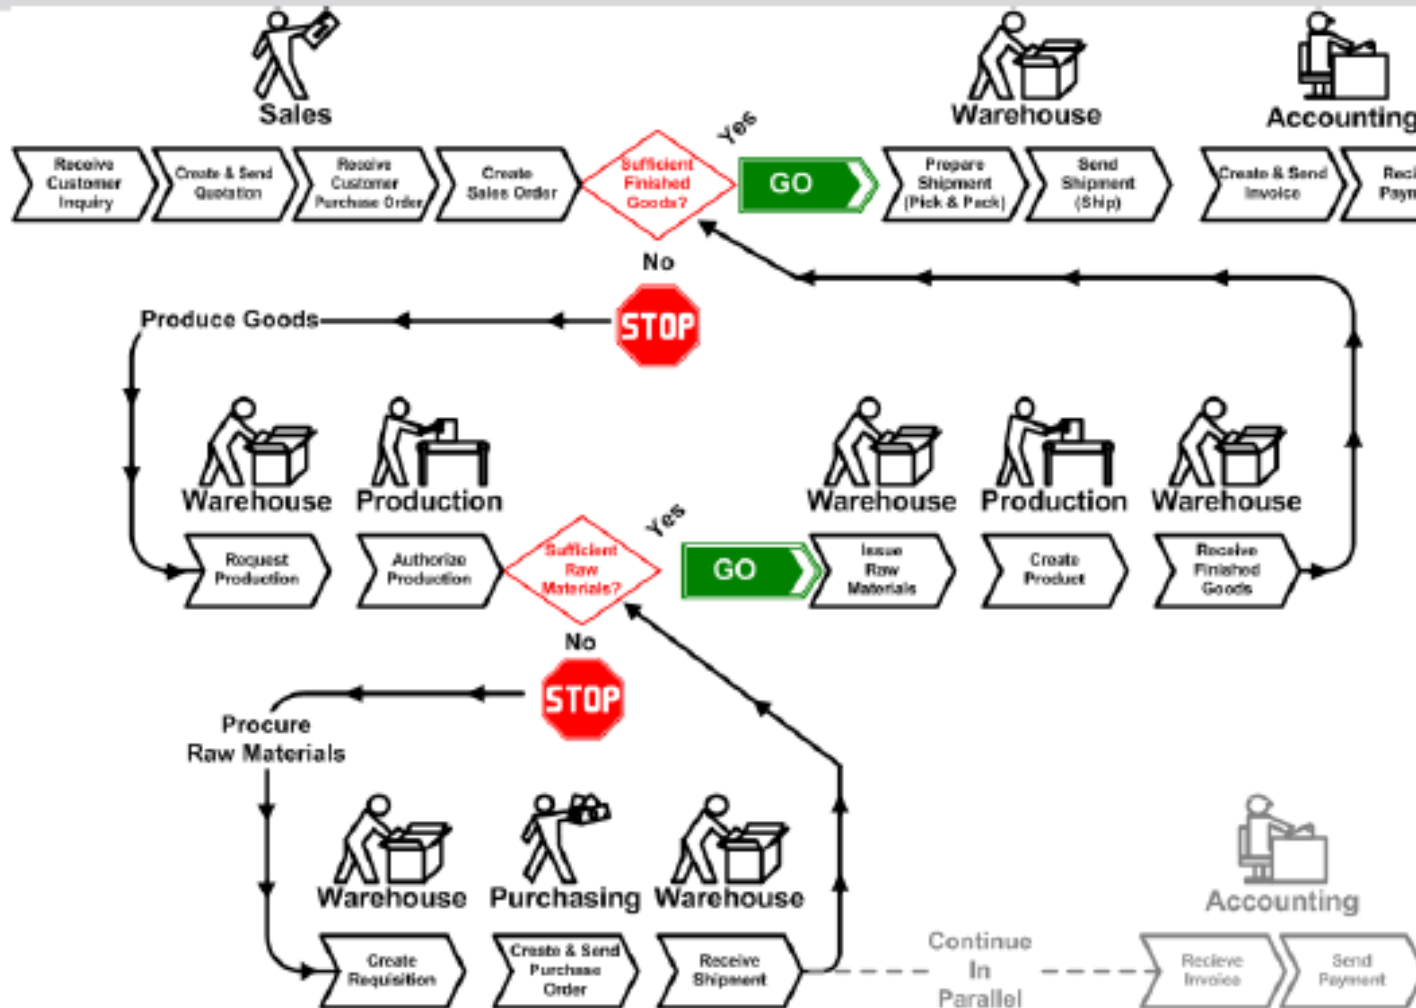 Sales
Warehouse
Accounting
Receive
Customer
Inquiry
Create & Send
Quotation
Receive
Customer
Purchase Order
Create
Sales Order
Sufficient
Finished
Goods?
Yes
GO
Prepare
Shipment
(Pick & Pack)
Send
Shipment
(Ship)
Create & Send
Invoice
No
STOP
Produce Goods
Warehouse
Production
Warehouse
Production
Warehouse
Request
Production
Authorize
Production
Sufficient
Raw
Materials?
Yes
GO
Issue
Raw
Materials
Create
Product
Receive
Finished
Goods
No
STOP
Procure
Raw Materials
Warehouse
Purchasing
Warehouse
Accounting
Create
Requisition
Create & Send
Purchase
Order
Receive
Shipment
Continue
In
Parallel
Recieve
Invoice
Send
Payment